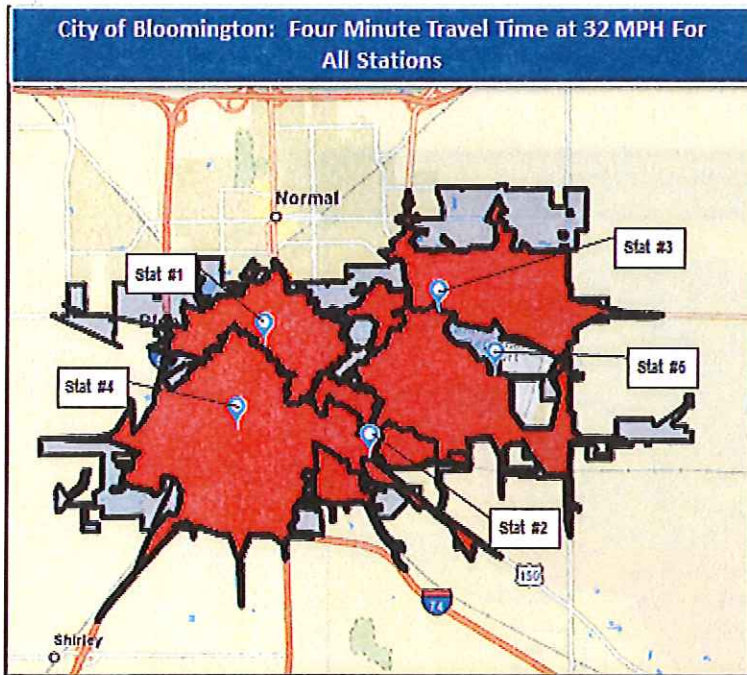 City of Bloomington: Four Minute Travel Time at 32 MPH For
All Stations
Normal
Stat #3
Stat #1
Stat #6
Stat #4
Stat #2
150
74
Shirley